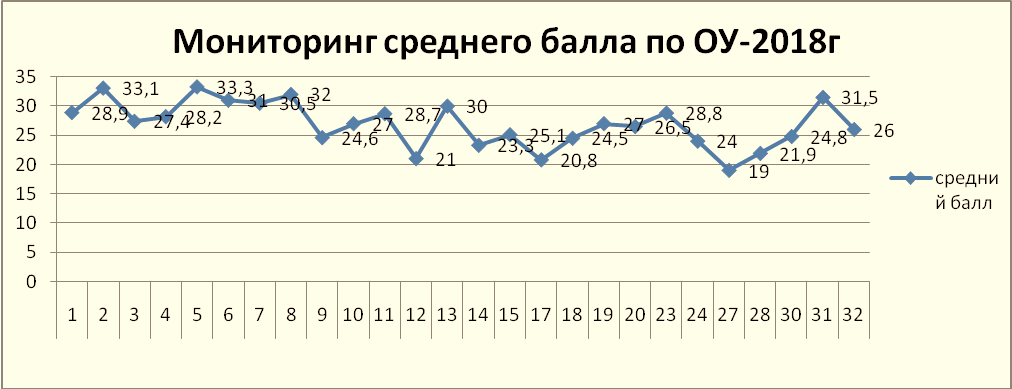 Мониторинг среднего балла по ОУ-2018г
35
30
25
20
15
10
5
0
28,9 33,1 27,4 28,2 33,3 31 30,5 32 24,6 27 28,7 21 30 23,3 25,1 20,8 24,5 27 26,5 28,8 24 19 21,9 24,8 31,5 26
1 2 3 4 5 6 7 8 9 10 11 12 13 14 15 17 18 19 20 23 24 27 28 30 31 32
средни
й балл